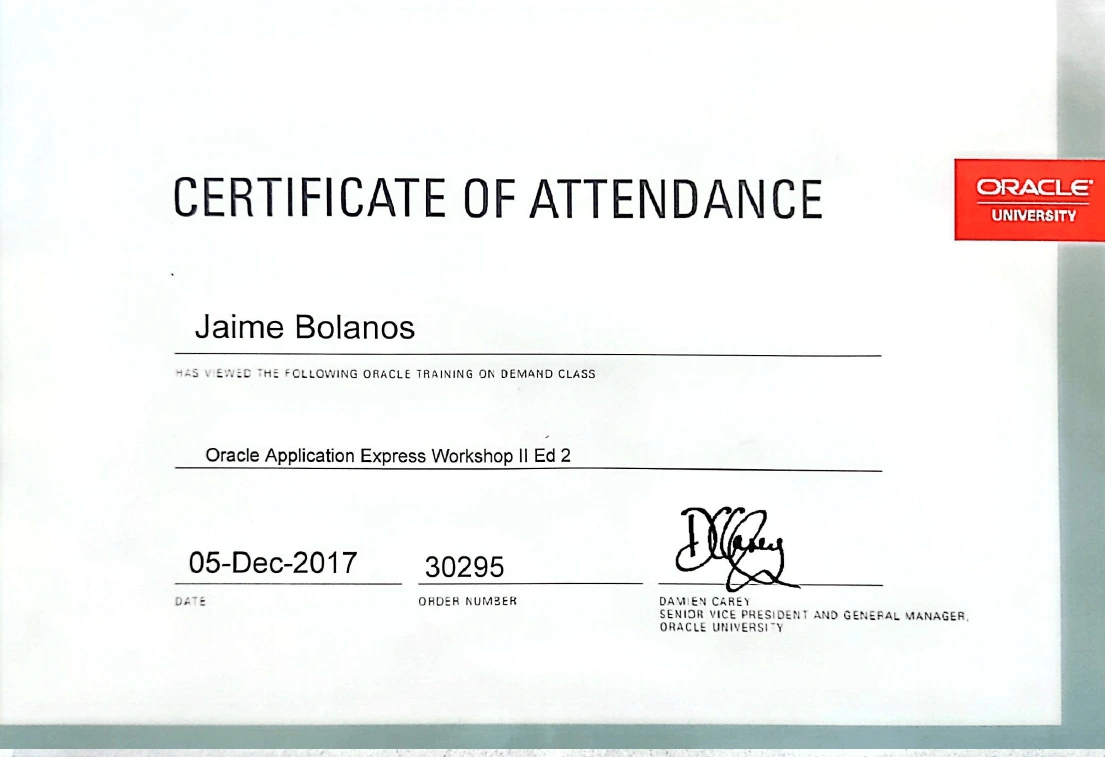 CERTIFICATE OF ATTENDANCE
ORACLE
UNIVERSITY
Jaime Bolanos
HAS VIEWED THE FOLLOWING ORACLE TRAINING ON DEMAND CLASS
Oracle Application Express Workshop II Ed 2
05-Dec-2017
DATE
30295
ORDER NUMBER
DCarey
DAMIEN CAREY
SENIOR VICE PRESIDENT AND GENERAL MANAGER,
ORACLE UNIVERSITY